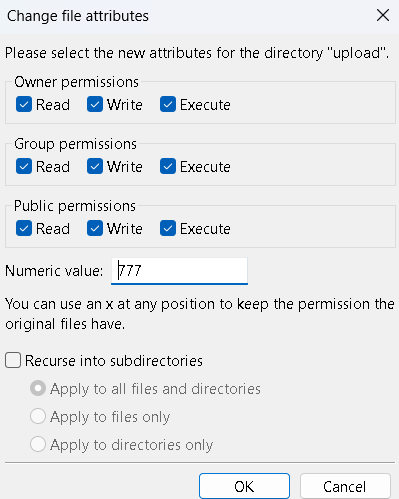 Change file attributes
Please select the new attributes for the directory "upload".
Owner permissions
Read Write Execute
Group permissions
Read Write Execute
Public permissions
Read Write Execute
Numeric value: 777
You can use an x at any position to keep the permission the
original files have.
Recurse into subdirectories
Apply to all files and directories
Apply to files only
Apply to directories only
OK Cancel